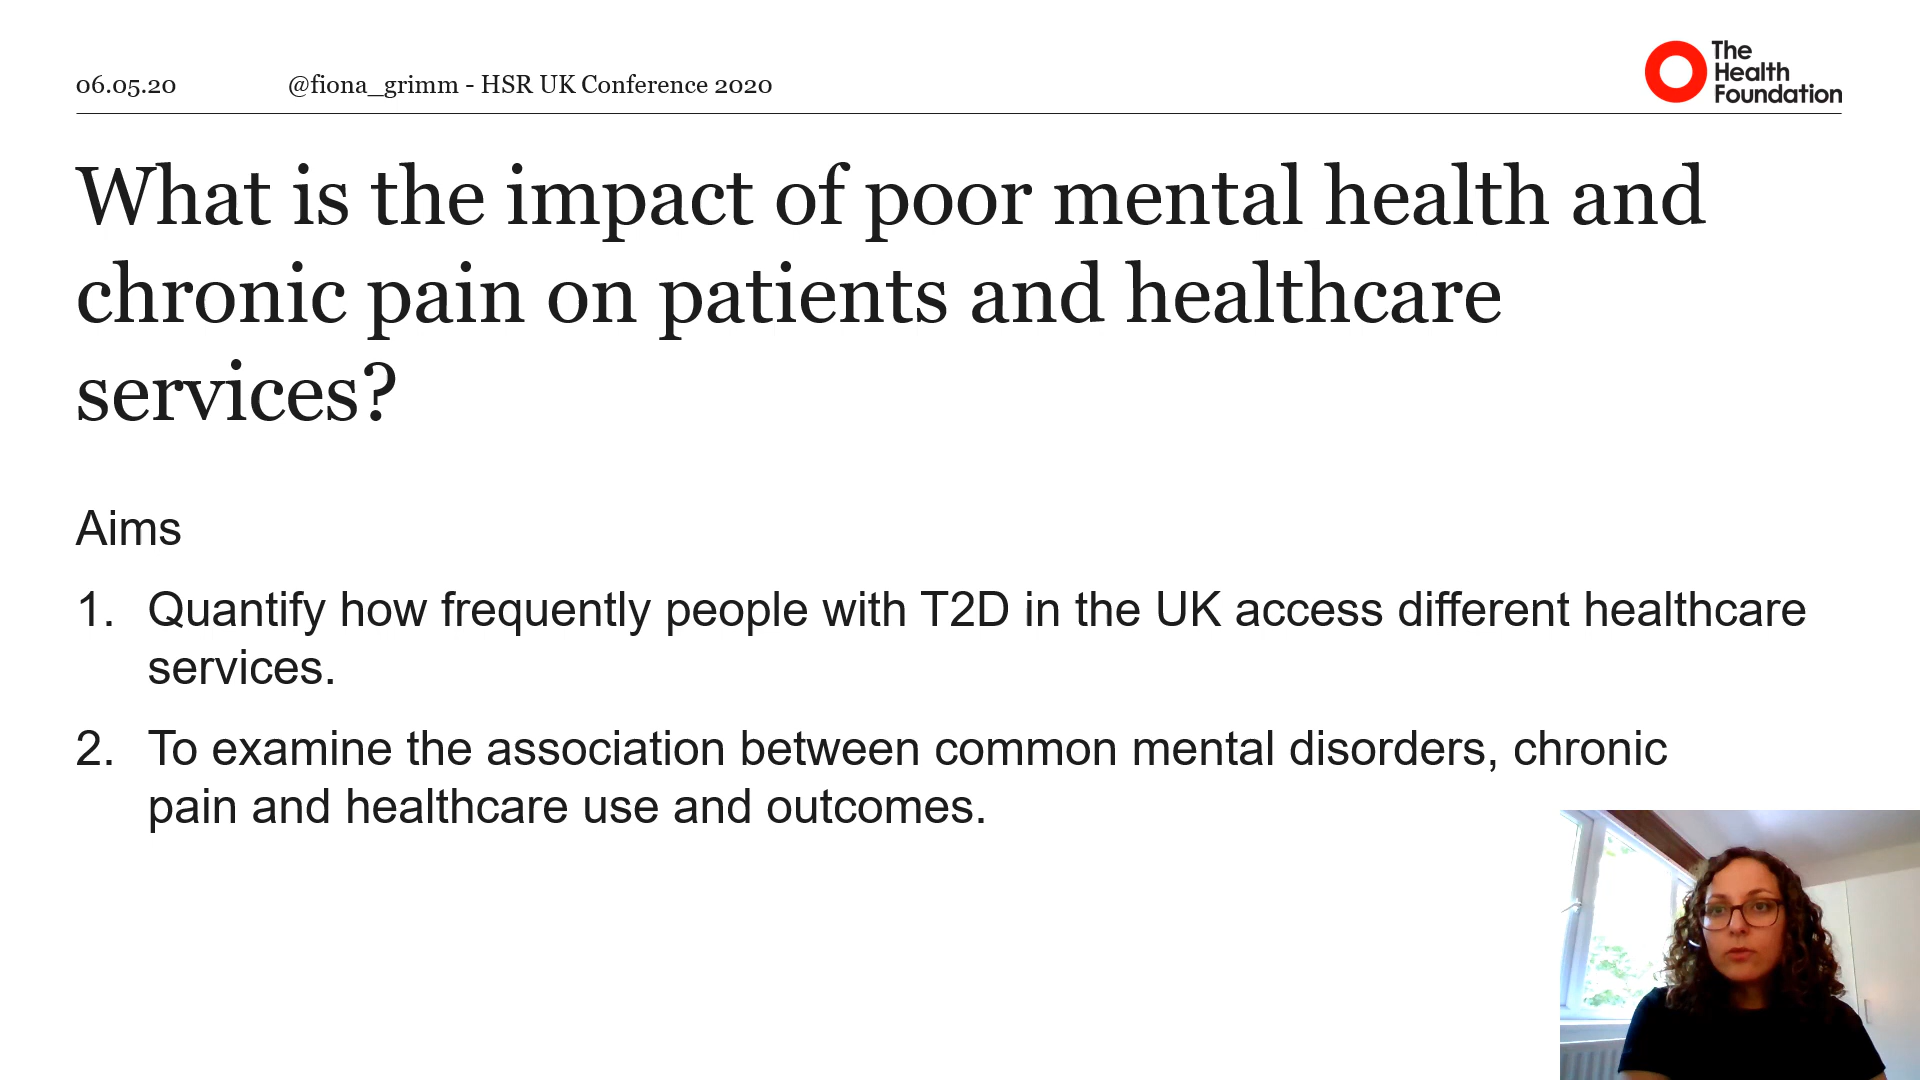 06.05.20
@fiona_grimm - HSR UK Conference 2020
The
Health
Foundation
What is the impact of poor mental health and
chronic pain on patients and healthcare
services?
Aims
1. Quantify how frequently people with T2D in the UK access different healthcare
services.
2. To examine the association between common mental disorders, chronic
pain and healthcare use and outcomes.